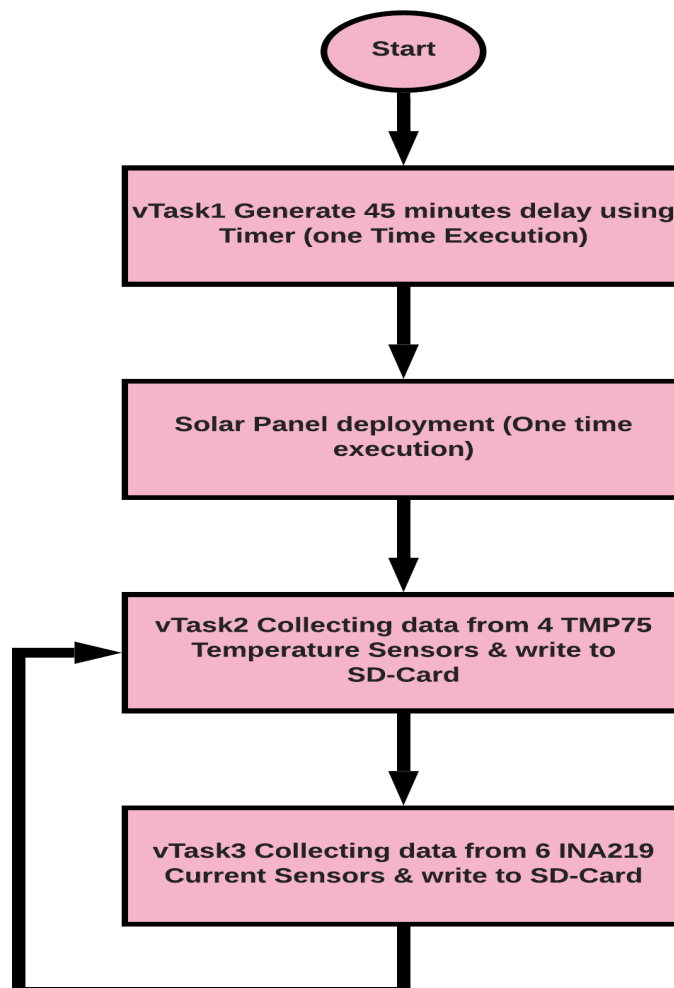 Start
vTask1 Generate 45 minutes delay using
Timer (one Time Execution)
Solar Panel deployment (One time
execution)
vTask2 Collecting data from 4 TMP75
Temperature Sensors & write to
SD-Card
vTask3 Collecting data from 6 INA219
Current Sensors & write to SD-Card